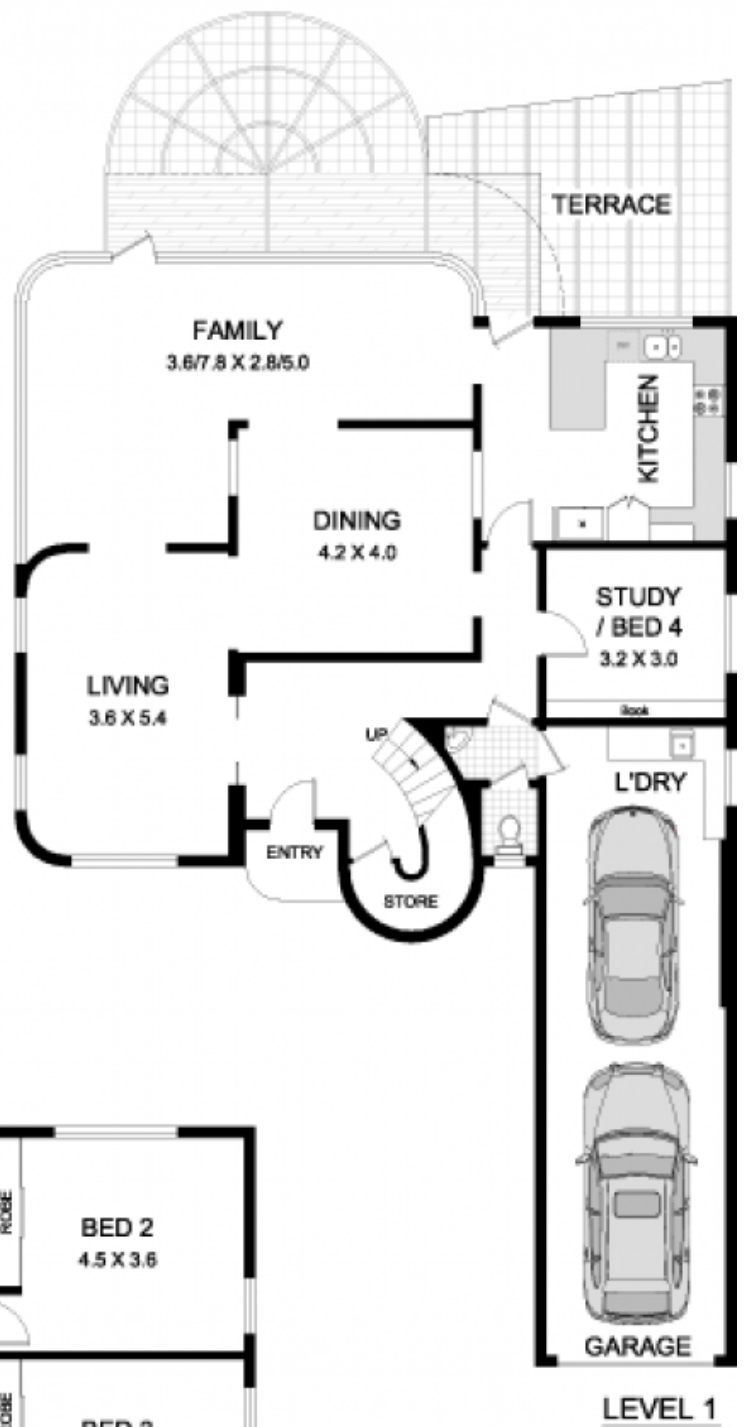 TERRACE
FAMILY
3.6/7.8 X 2.8/5.0
KITCHEN
DINING
4.2 X 4.0
STUDY
/ BED 4
3.2 X 3.0
Book
LIVING
3.6 X 5.4
UP
L'DRY
ENTRY
STORE
ROBE
BED 2
4.5 X 3.6
GARAGE
LEVEL 1